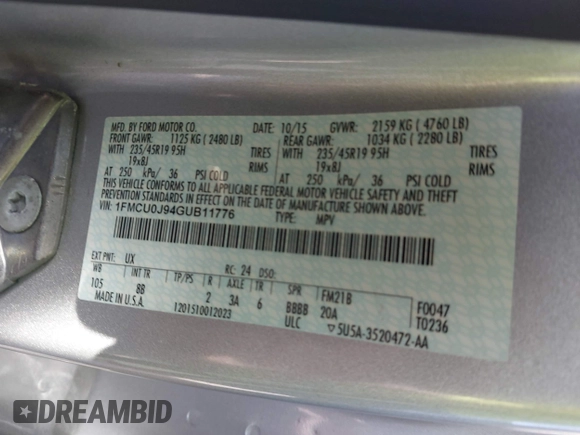 MFD. BY FORD MOTOR CO. DATE: 10/15 GVWR: 2159 KG ( 4760 LB)
FRONT GAWR: 1125 KG ( 2480 LB) REAR GAWR: 1034 KG ( 2280 LB)
WITH 235/45R19 95H TIRES WITH 235/45R19 95H TIRES
19x8J RIMS 19x8J RIMS
AT 250 kPa/ 36 PSI COLD AT 250 kPa/ 36 PSI COLD
THIS VEHICLE CONFORMS TO ALL APPLICABLE FEDERAL MOTOR VEHICLE SAFETY AND THEFT
PREVENTION STANDARDS IN EFFECT ON THE DATE OF MANUFACTURE SHOWN ABOVE.
VIN: 1FMCU0J94GUB11776 TYPE: MPV
EXT PNT: UX RC: 24 DSO:
WB INT TR TP/PS R AXLE TR SPR FM21B F0047
105 8B 2 3A 6 BBBB 20A T0236
MADE IN U.S.A. 1201510012023 ULC ▽5U5A-3520472-AA
DREAMBID